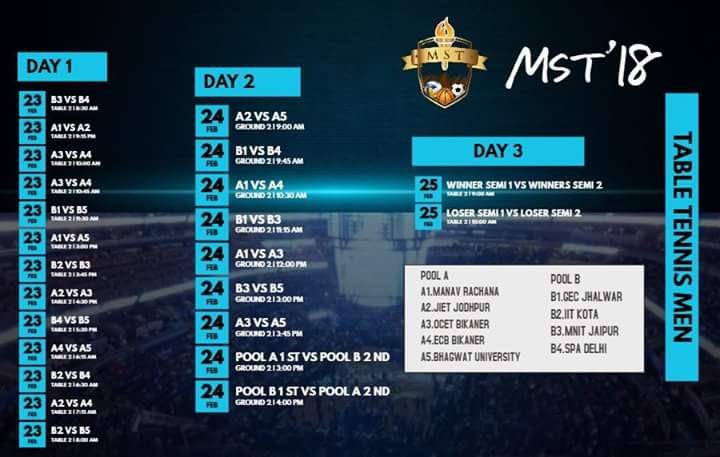 MST
MST'18
DAY 1
23 FEB
B3 VS B4
TABLE 2 | 8:30 AM
23 FEB
A1 VS A2
TABLE 2 | 9:15 PM
23 FEB
A3 VS A4
TABLE 2 | 10:00 AM
23 FEB
A3 VS A4
TABLE 2 | 10:45 AM
23 FEB
B1 VS B5
TABLE 2 | 11:30 AM
23 FEB
A1 VS A5
TABLE 2 | 3:00 PM
23 FEB
B2 VS B3
TABLE 2 | 3:45 PM
23 FEB
A2 VS A3
TABLE 2 | 4:30 PM
23 FEB
B4 VS B5
TABLE 2 | 5:30 PM
23 FEB
A4 VS A5
TABLE 2 | 6:15 AM
23 FEB
B2 VS B4
TABLE 2 | 6:30 AM
23 FEB
A2 VS A4
TABLE 2 | 7:15 AM
23 FEB
B2 VS B5
TABLE 2 | 8:00 AM
DAY 2
24 FEB
A2 VS A5
GROUND 2 | 9:00 AM
24 FEB
B1 VS B4
GROUND 2 | 9:45 AM
24 FEB
A1 VS A4
GROUND 2 | 10:30 AM
24 FEB
B1 VS B3
GROUND 2 | 11:15 AM
24 FEB
A1 VS A3
GROUND 2 | 12:00 PM
24 FEB
B3 VS B5
GROUND 2 | 3:00 PM
24 FEB
A3 VS A5
GROUND 2 | 3:45 PM
24 FEB
POOL A 1 ST VS POOL B 2 ND
GROUND 2 | 3:00 PM
24 FEB
POOL B 1 ST VS POOL A 2 ND
GROUND 2 | 4:00 PM
DAY 3
25 FEB
WINNER SEMI 1 VS WINNERS SEMI 2
TABLE 2 | 9:00 AM
25 FEB
LOSER SEMI 1 VS LOSER SEMI 2
TABLE 2 | 10:00 AM
POOL A
A1.MANAV RACHANA
A2.JIET JODHPUR
A3.OCET BIKANER
A4.ECB BIKANER
A5.BHAGWAT UNIVERSITY
POOL B
B1.GEC JHALWAR
B2.IIT KOTA
B3.MNIT JAIPUR
B4.SPA DELHI
TABLE TENNIS MEN